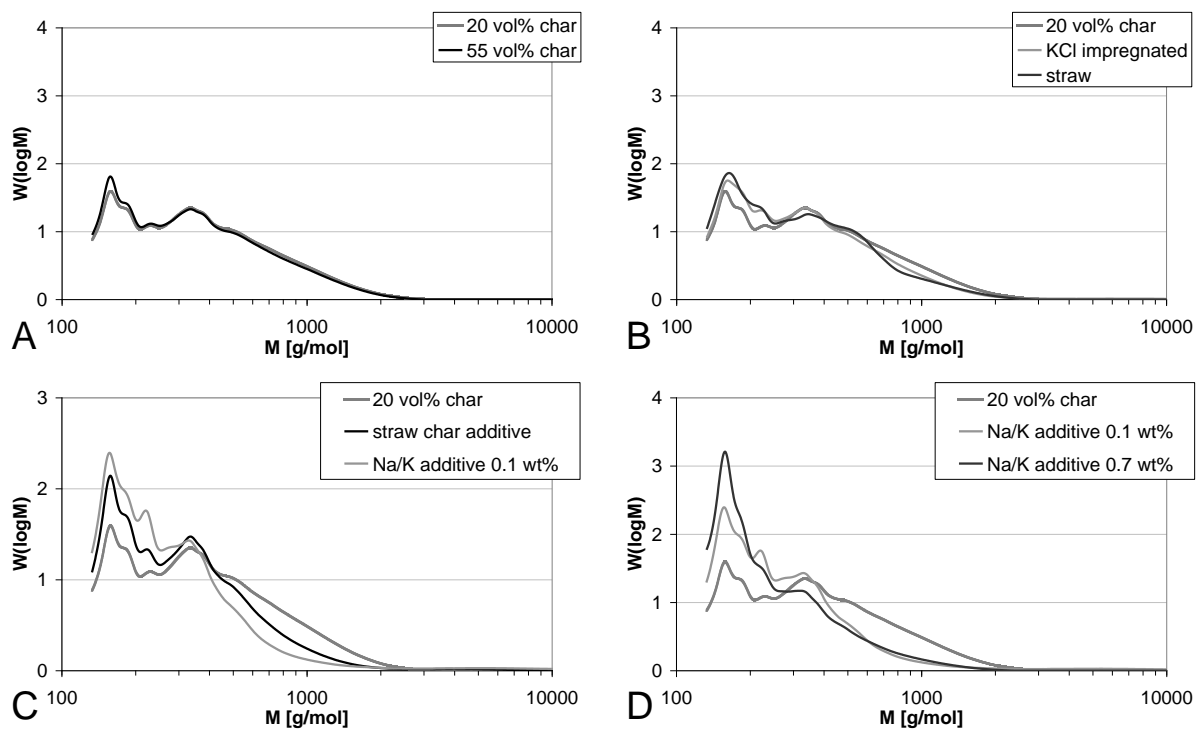 4
3
2
1
0
W(logM)
100
1000
10000
M [g/mol]
20 vol% char
55 vol% char
A
4
3
2
1
0
W(logM)
100
1000
10000
M [g/mol]
20 vol% char
KCl impregnated
straw
B
3
2
1
0
W(logM)
100
1000
10000
M [g/mol]
20 vol% char
straw char additive
Na/K additive 0.1 wt%
C
4
3
2
1
0
W(logM)
100
1000
10000
M [g/mol]
20 vol% char
Na/K additive 0.1 wt%
Na/K additive 0.7 wt%
D